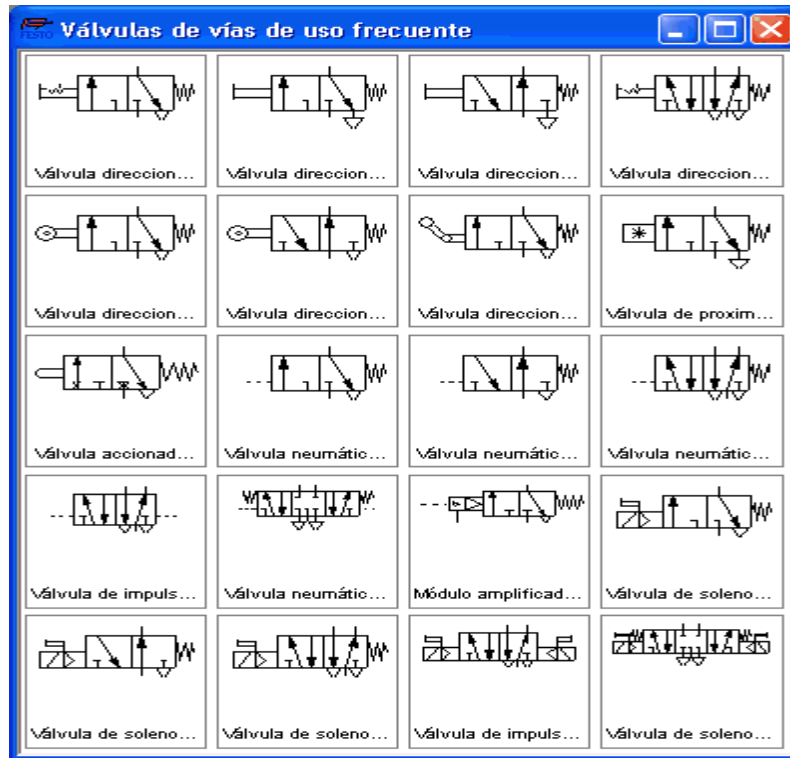 FESTO Válvulas de vías de uso frecuente
Válvula direccion... Válvula direccion... Válvula direccion... Válvula direccion...
Válvula direccion... Válvula direccion... Válvula direccion... Válvula de proxim...
Válvula accionad... Válvula neumátic... Válvula neumátic... Válvula neumátic...
Válvula de impuls... Válvula neumátic... Módulo amplificad... Válvula de soleno...
Válvula de soleno... Válvula de soleno... Válvula de impuls... Válvula de soleno...